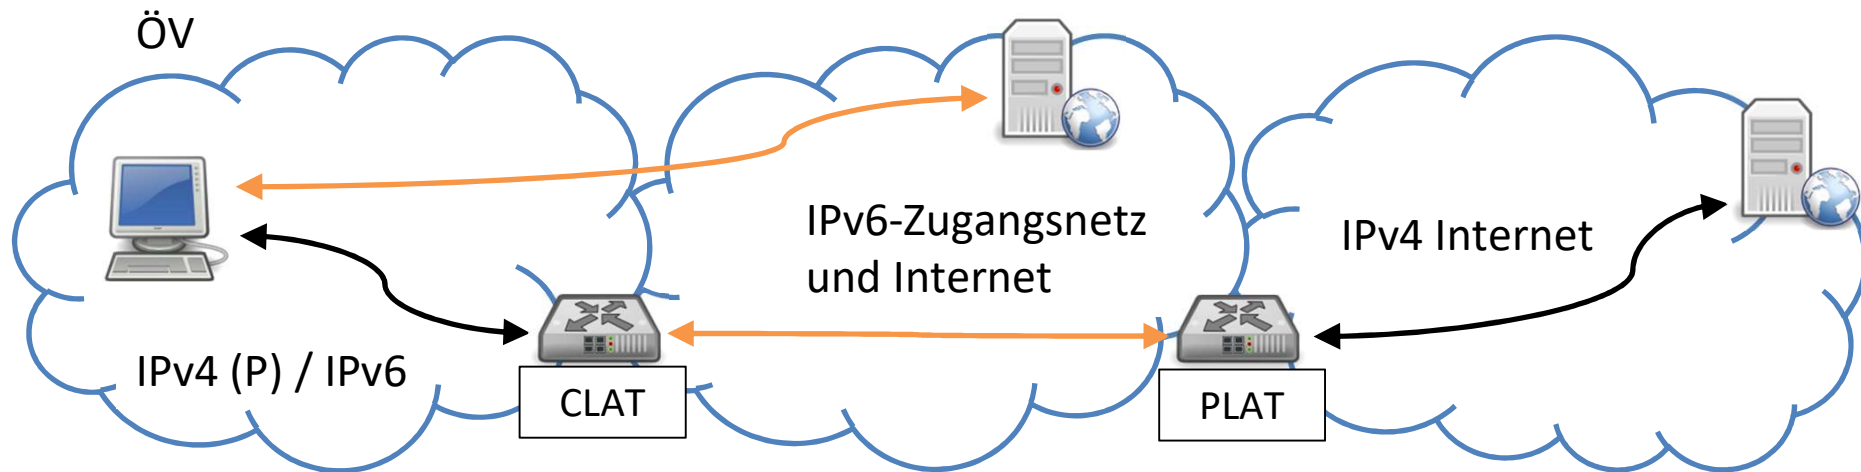 ÖV
IPv6-Zugangsnetz
und Internet
IPv4 Internet
IPv4 (P) / IPv6
CLAT
PLAT